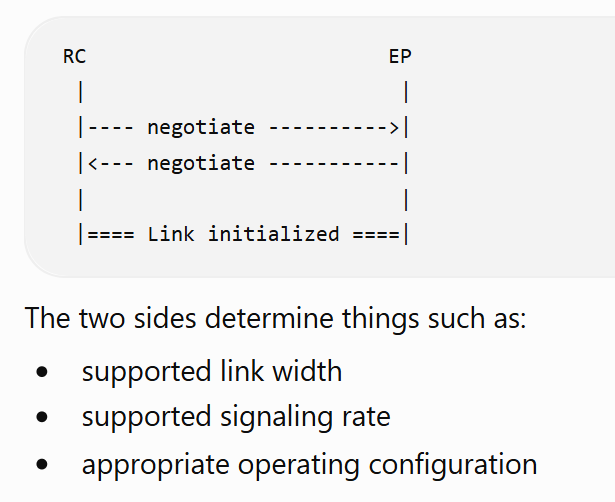 RC                         EP
 |                          |
 |---- negotiate ---------->|
 |<--- negotiate -----------|
 |                          |
 |==== Link initialized ====|
The two sides determine things such as:
• supported link width
• supported signaling rate
• appropriate operating configuration